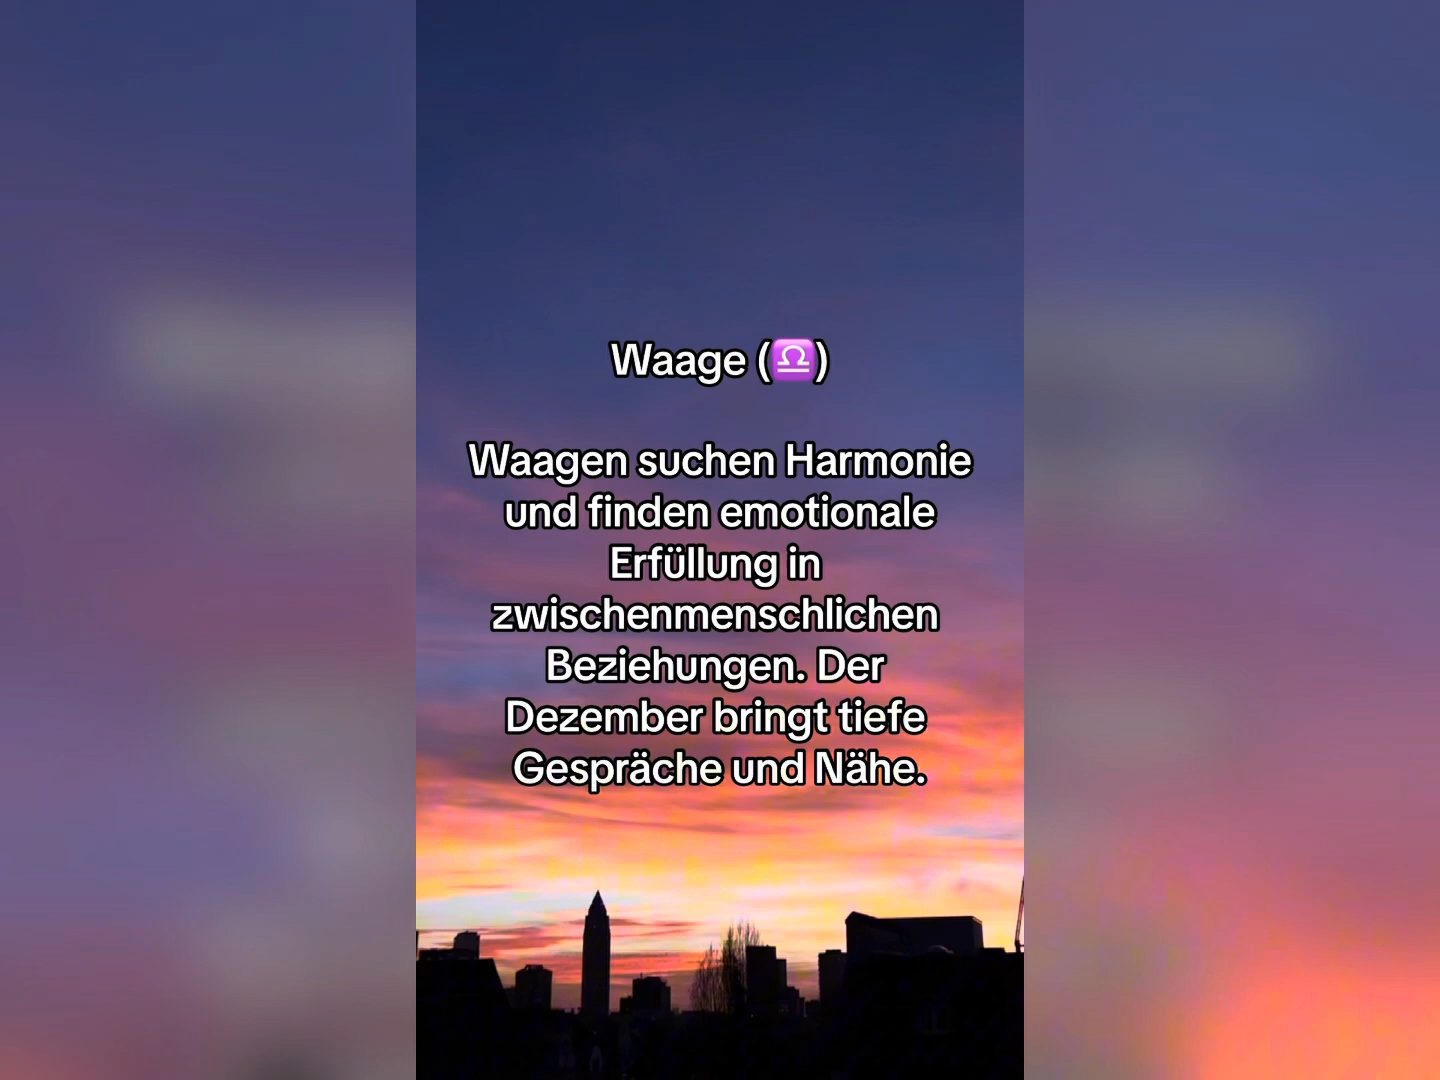 Waage (♎)
Waagen suchen Harmonie
und finden emotionale
Erfüllung in
zwischenmenschlichen
Beziehungen. Der
Dezember bringt tiefe
Gespräche und Nähe.